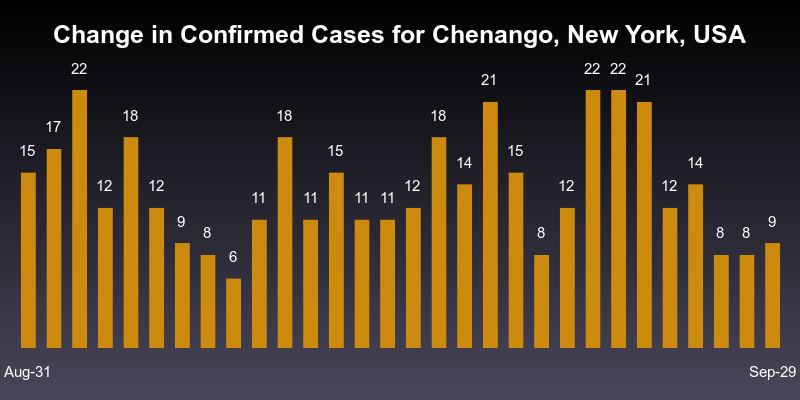 Change in Confirmed Cases for Chenango, New York, USA
15 17 22 12 18 12 9 8 6 11 18 11 15 11 11 12 18 14 21 15 8 12 22 22 21 12 14 8 8 9
Aug-31 Sep-29